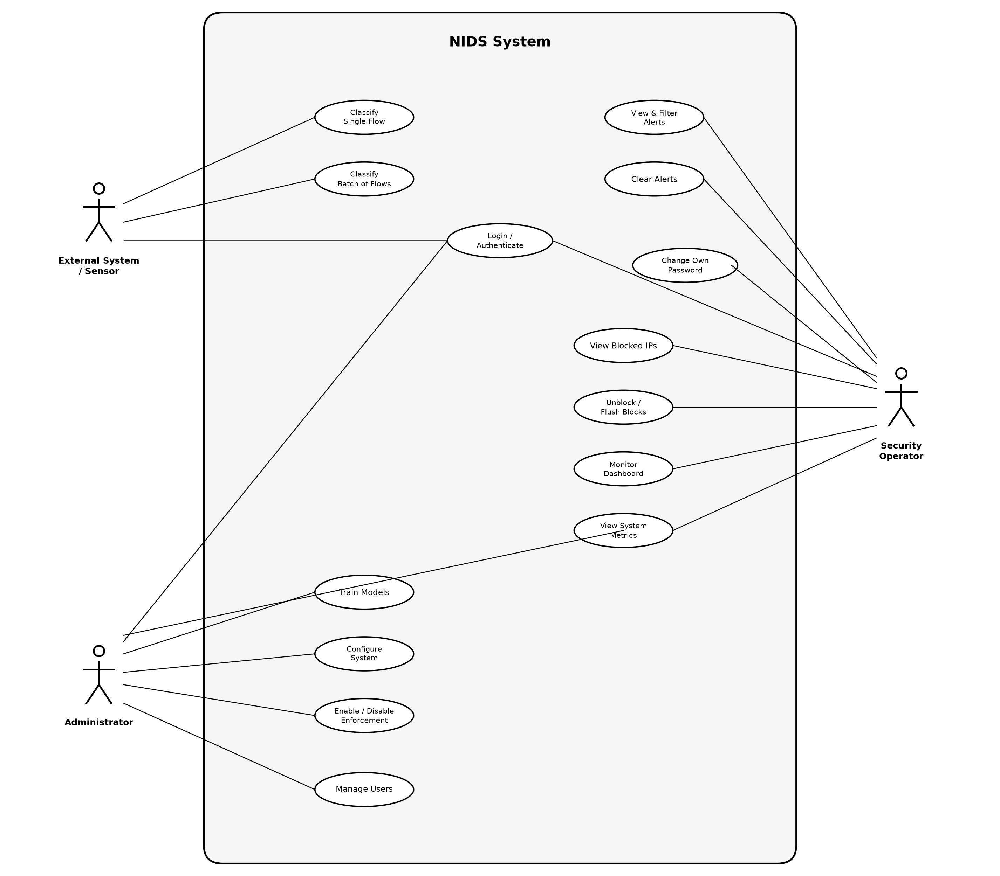 NIDS System
Classify
Single Flow
View & Filter
Alerts
Classify
Batch of Flows
Clear Alerts
Login /
Authenticate
External System
/ Sensor
Change Own
Password
View Blocked IPs
Unblock /
Flush Blocks
Security
Operator
Monitor
Dashboard
View System
Metrics
Train Models
Configure
System
Enable / Disable
Enforcement
Administrator
Manage Users